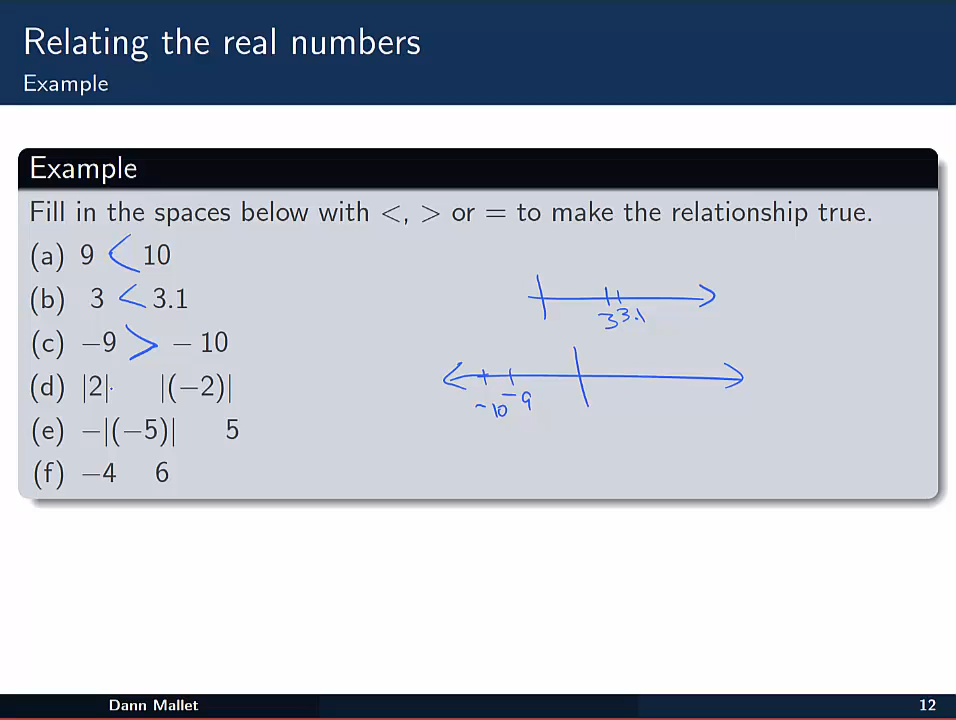 Relating the real numbers
Example
Example
Fill in the spaces below with <, > or = to make the relationship true.
(a) 9 < 10
(b) 3 < 3.1
(c) −9 > − 10
(d) |2| |(−2)|
(e) −|(−5)| 5
(f) −4 6
3 3.1
−10 −9
Dann Mallet 12